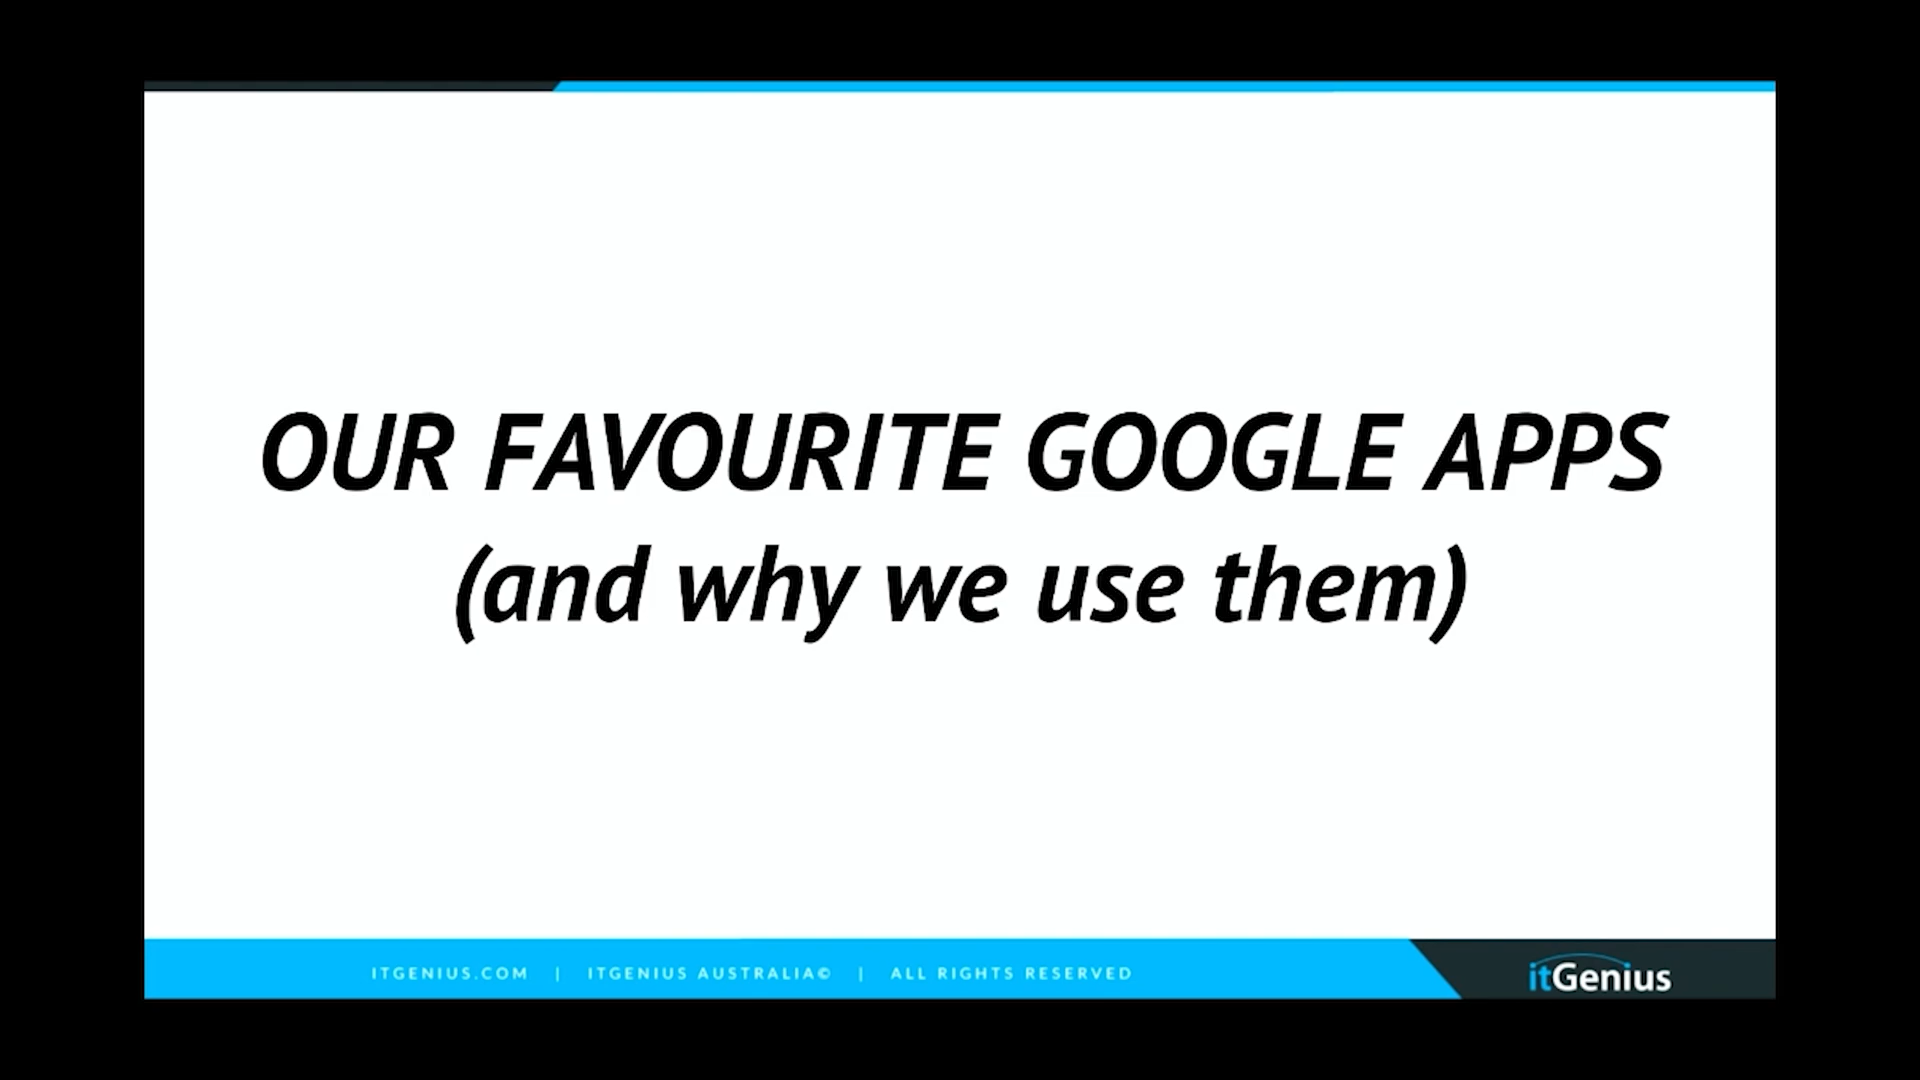 OUR FAVOURITE GOOGLE APPS
(and why we use them)
ITGENIUS.COM | ITGENIUS AUSTRALIA© | ALL RIGHTS RESERVED
itGenius